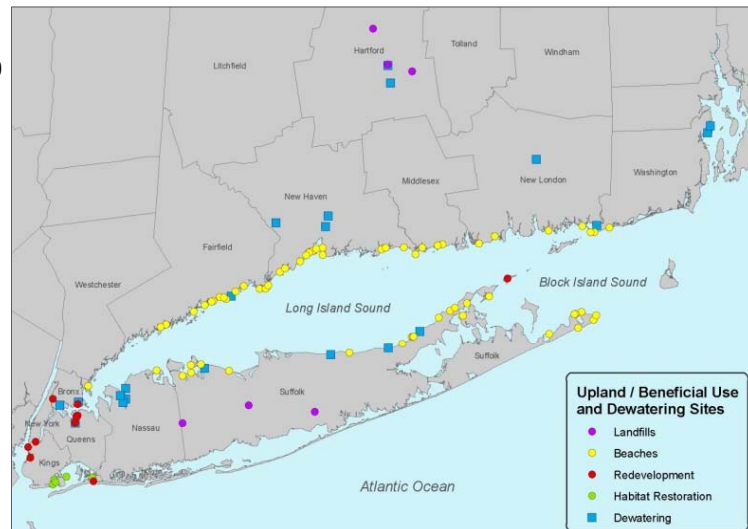 )
Litchfield
Hartford
Tolland
Windham
New Haven
Middlesex
New London
Washington
Fairfield
Westchester
Long Island Sound
Block Island Sound
Bronx
New York
Queens
Nassau
Suffolk
Suffolk
Kings
Atlantic Ocean
Upland / Beneficial Use
and Dewatering Sites
Landfills
Beaches
Redevelopment
Habitat Restoration
Dewatering